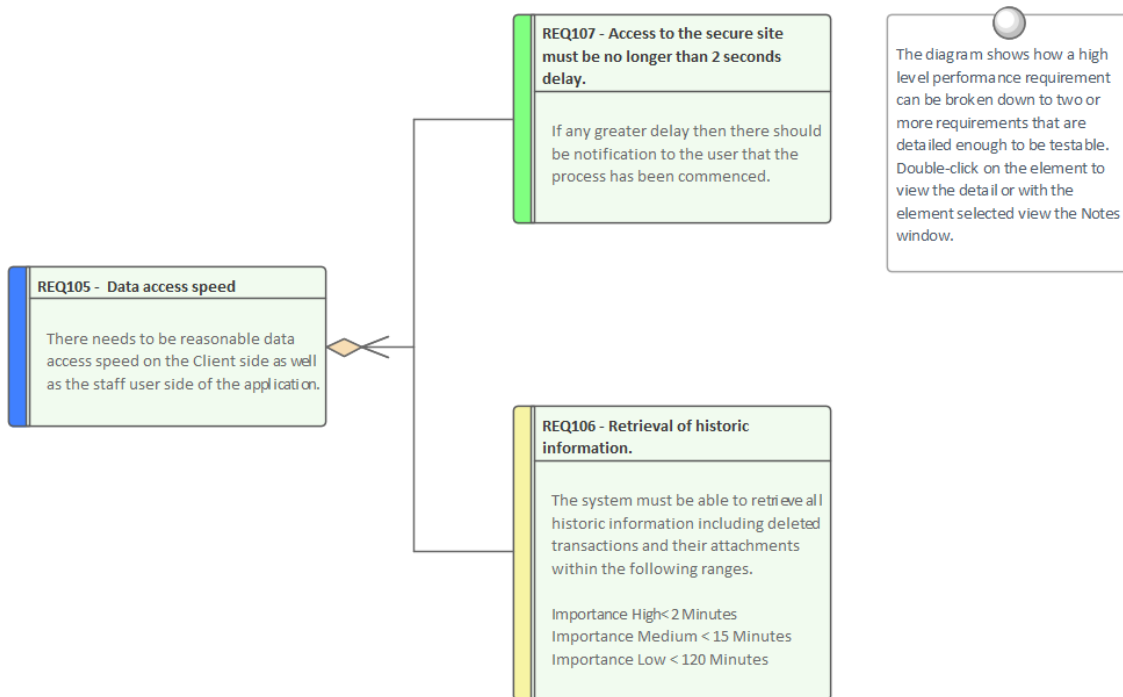 REQ107 - Access to the secure site
must be no longer than 2 seconds
delay.
If any greater delay then there should
be notification to the user that the
process has been commenced.
The diagram shows how a high
level performance requirement
can be broken down to two or
more requirements that are
detailed enough to be testable.
Double-click on the element to
view the detail or with the
element selected view the Notes
window.
REQ105 - Data access speed
There needs to be reasonable data
access speed on the Client side as well
as the staff user side of the application.
REQ106 - Retrieval of historic
information.
The system must be able to retrieve all
historic information including deleted
transactions and their attachments
within the following ranges.
Importance High< 2 Minutes
Importance Medium < 15 Minutes
Importance Low < 120 Minutes